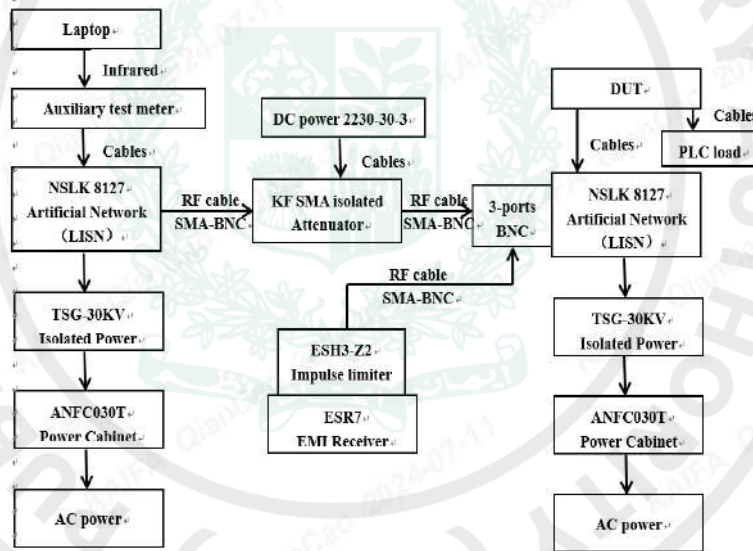 Laptop
Infrared
Auxiliary test meter
Cables
NSLK 8127
Artificial Network
（LISN）
TSG-30KV
Isolated Power
ANFC030T
Power Cabinet
AC power
RF cable
SMA-BNC
DC power 2230-30-3
Cables
KF SMA isolated
Attenuator
RF cable
SMA-BNC
3-ports
BNC
RF cable
SMA-BNC
ESH3-Z2
Impulse limiter
ESR7
EMI Receiver
DUT
Cables
Cables
PLC load
NSLK 8127
Artificial Network
（LISN）
TSG-30KV
Isolated Power
ANFC030T
Power Cabinet
AC power